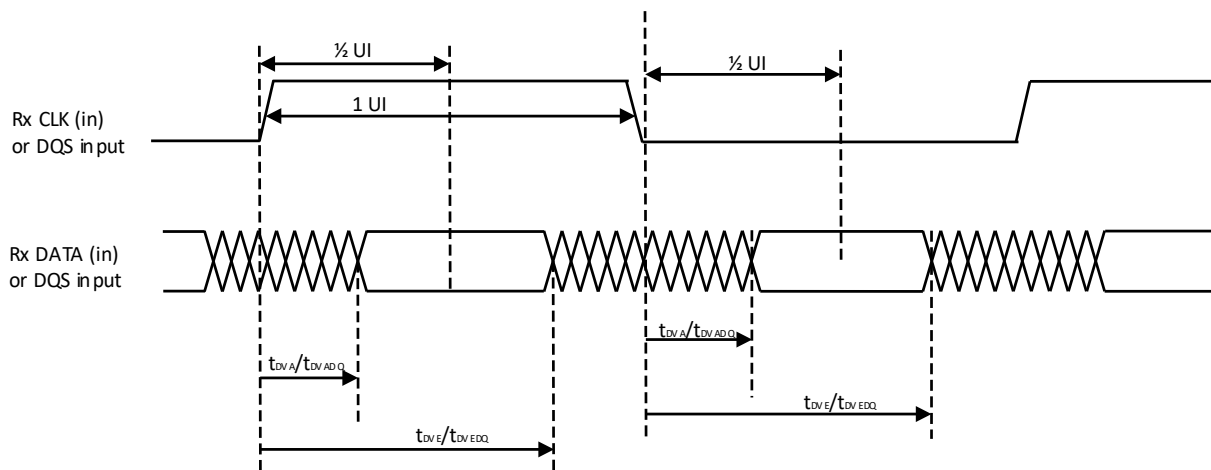 ½ UI
½ UI
1 UI
Rx CLK (in)
or DQS input
Rx DATA (in)
or DQS input
tDVA/tDVADQ
tDVA/tDVADQ
tDVE/tDVEDQ
tDVE/tDVEDQ